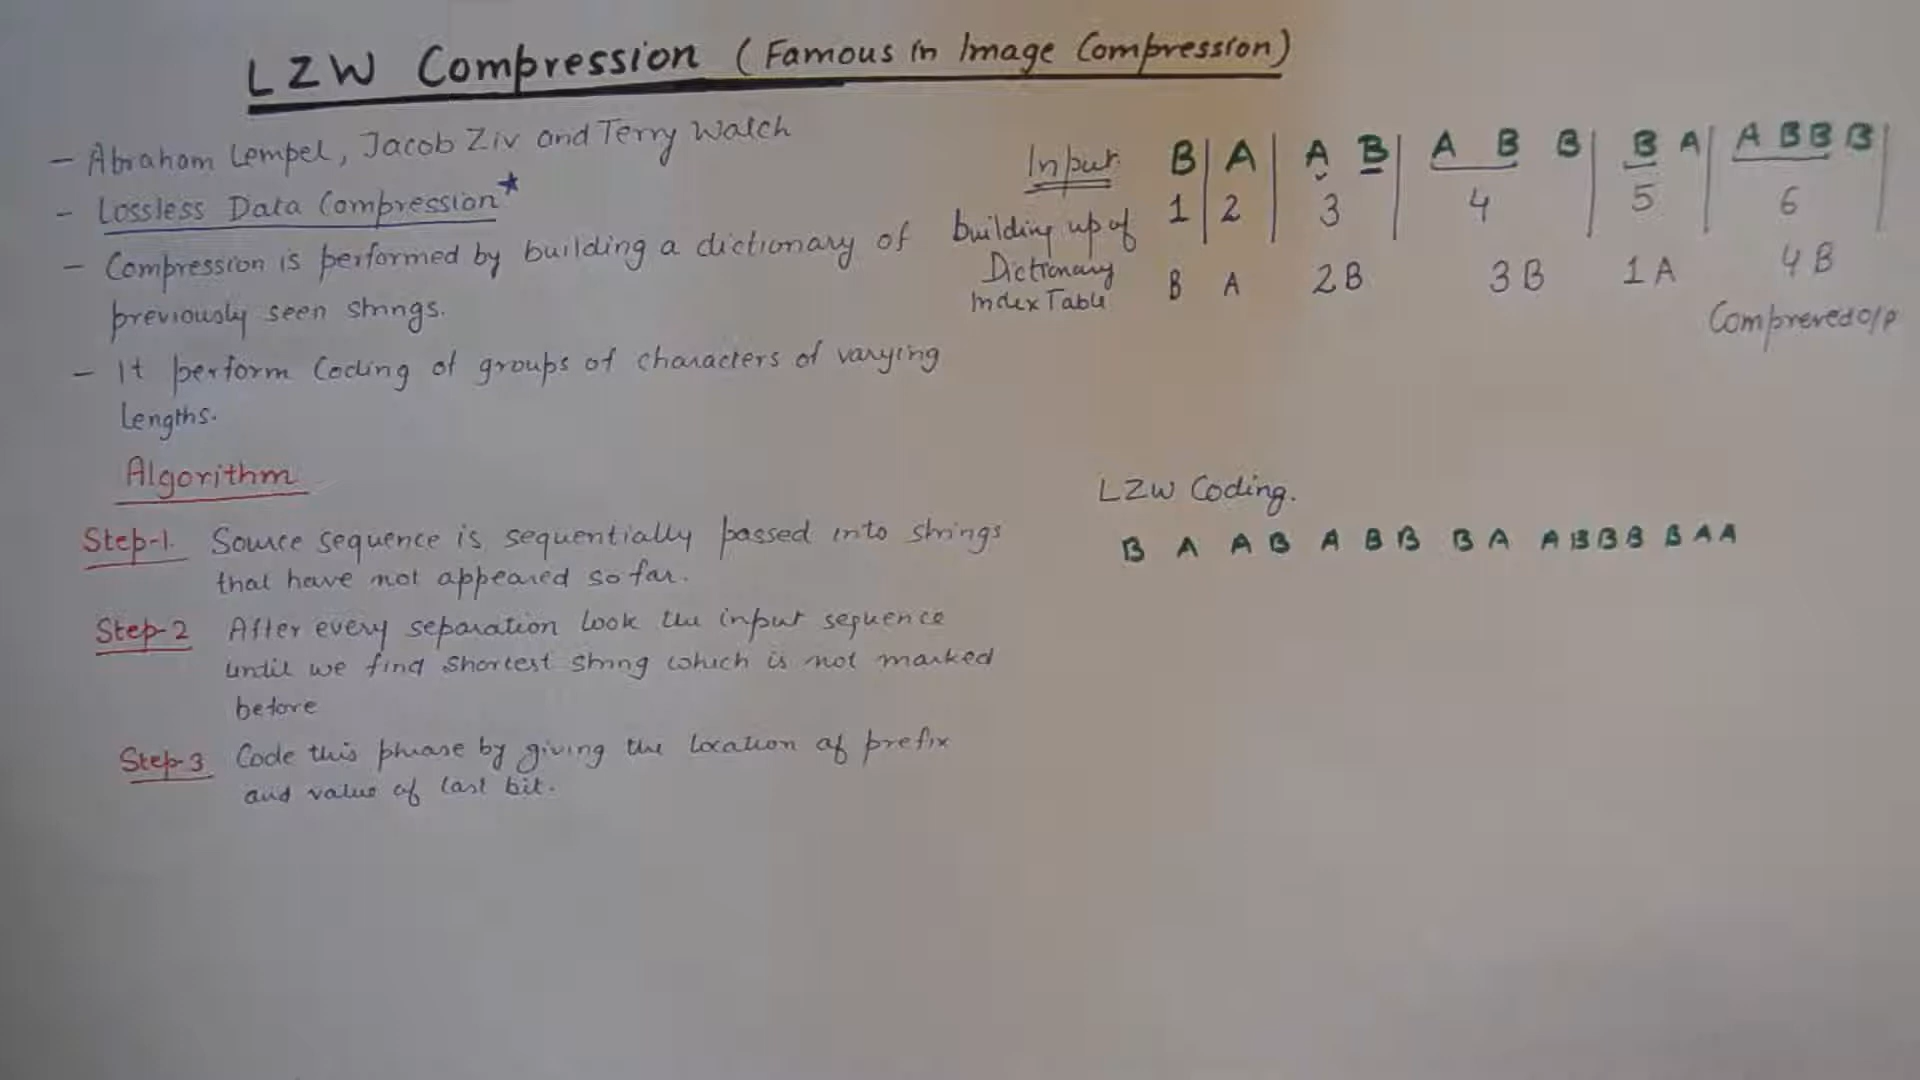 LZW Compression (Famous in Image Compression)
- Abraham Lempel, Jacob Ziv and Terry Walch
- Lossless Data Compression*
- Compression is performed by building a dictionary of
previously seen strings.
- It perform Coding of groups of characters of varying
lengths.
Algorithm
Step-1. Source sequence is sequentially passed into strings
that have not appeared so far.
Step-2 After every separation look the input sequence
until we find shortest string which is not marked
before
Step-3 Code this phrase by giving the location of prefix
and value of last bit.
Input B | A | A B | A B B | B A | A B B B |
building up of 1 | 2 | 3 | 4 | 5 | 6 |
Dictionary
Index Table B A 2B 3B 1A 4B
Compressed o/p
LZW Coding.
B A A B A B B B A A B B B B A A